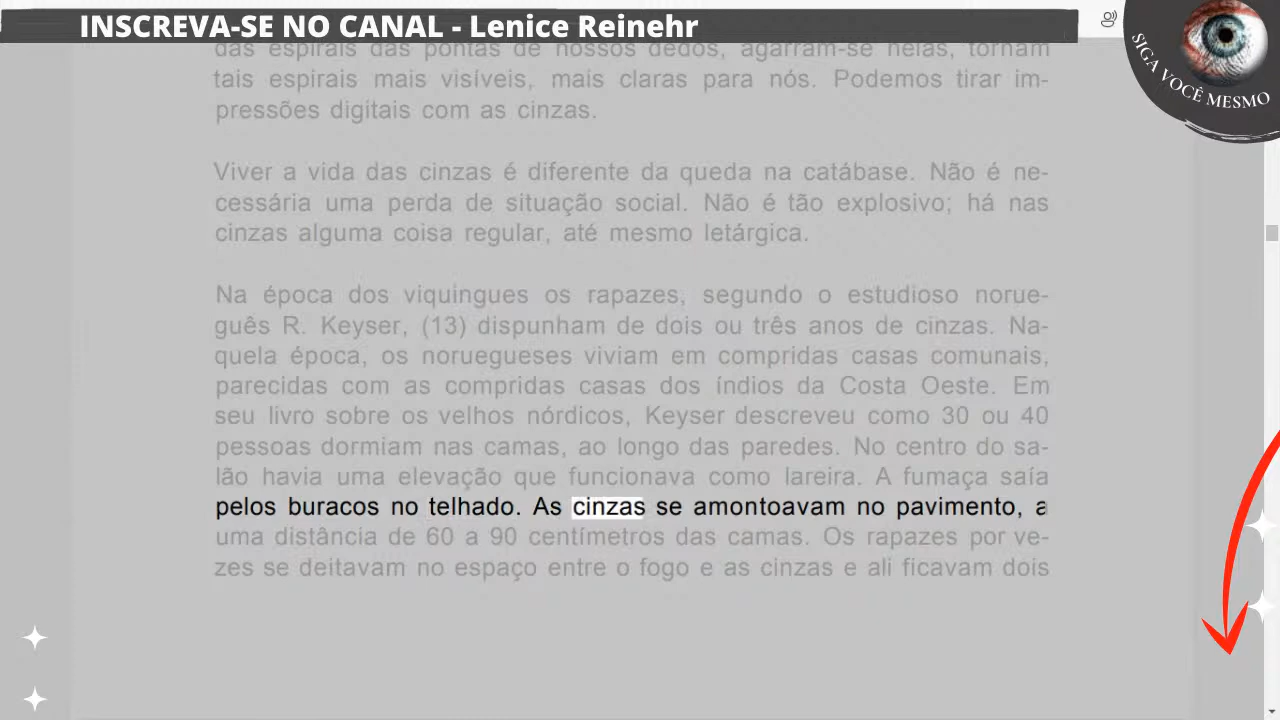 INSCREVA-SE NO CANAL - Lenice Reinehr
SIGA VOCÊ MESMO
das espirais das pontas de nossos dedos, agarram-se nelas, tornam
tais espirais mais visíveis, mais claras para nós. Podemos tirar im-
pressões digitais com as cinzas.
Viver a vida das cinzas é diferente da queda na catábase. Não é ne-
cessária uma perda de situação social. Não é tão explosivo; há nas
cinzas alguma coisa regular, até mesmo letárgica.
Na época dos viquingues os rapazes, segundo o estudioso norue-
guês R. Keyser, (13) dispunham de dois ou três anos de cinzas. Na-
quela época, os noruegueses viviam em compridas casas comunais,
parecidas com as compridas casas dos índios da Costa Oeste. Em
seu livro sobre os velhos nórdicos, Keyser descreveu como 30 ou 40
pessoas dormiam nas camas, ao longo das paredes. No centro do sa-
lão havia uma elevação que funcionava como lareira. A fumaça saía
pelos buracos no telhado. As cinzas se amontoavam no pavimento, a
uma distância de 60 a 90 centímetros das camas. Os rapazes por ve-
zes se deitavam no espaço entre o fogo e as cinzas e ali ficavam dois